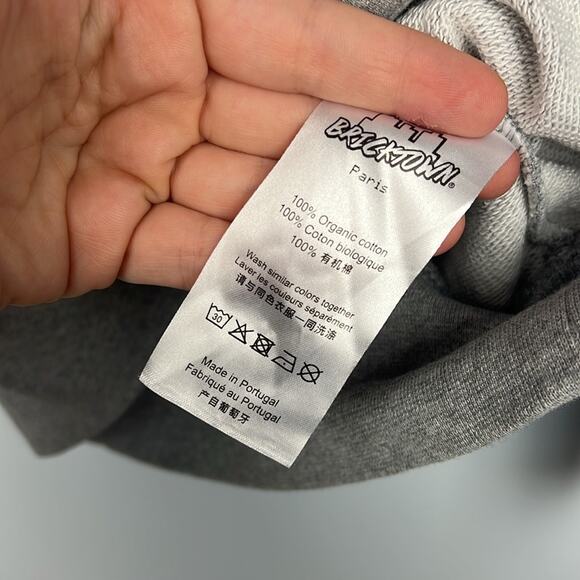 BRICKTOWN®
Paris
100% Organic cotton
100% Coton biologique
100% 有机棉
Wash similar colors together
Laver les couleurs séparément
请与同色衣服一同洗涤
30
Made in Portugal
Fabriqué au Portugal
产自葡萄牙